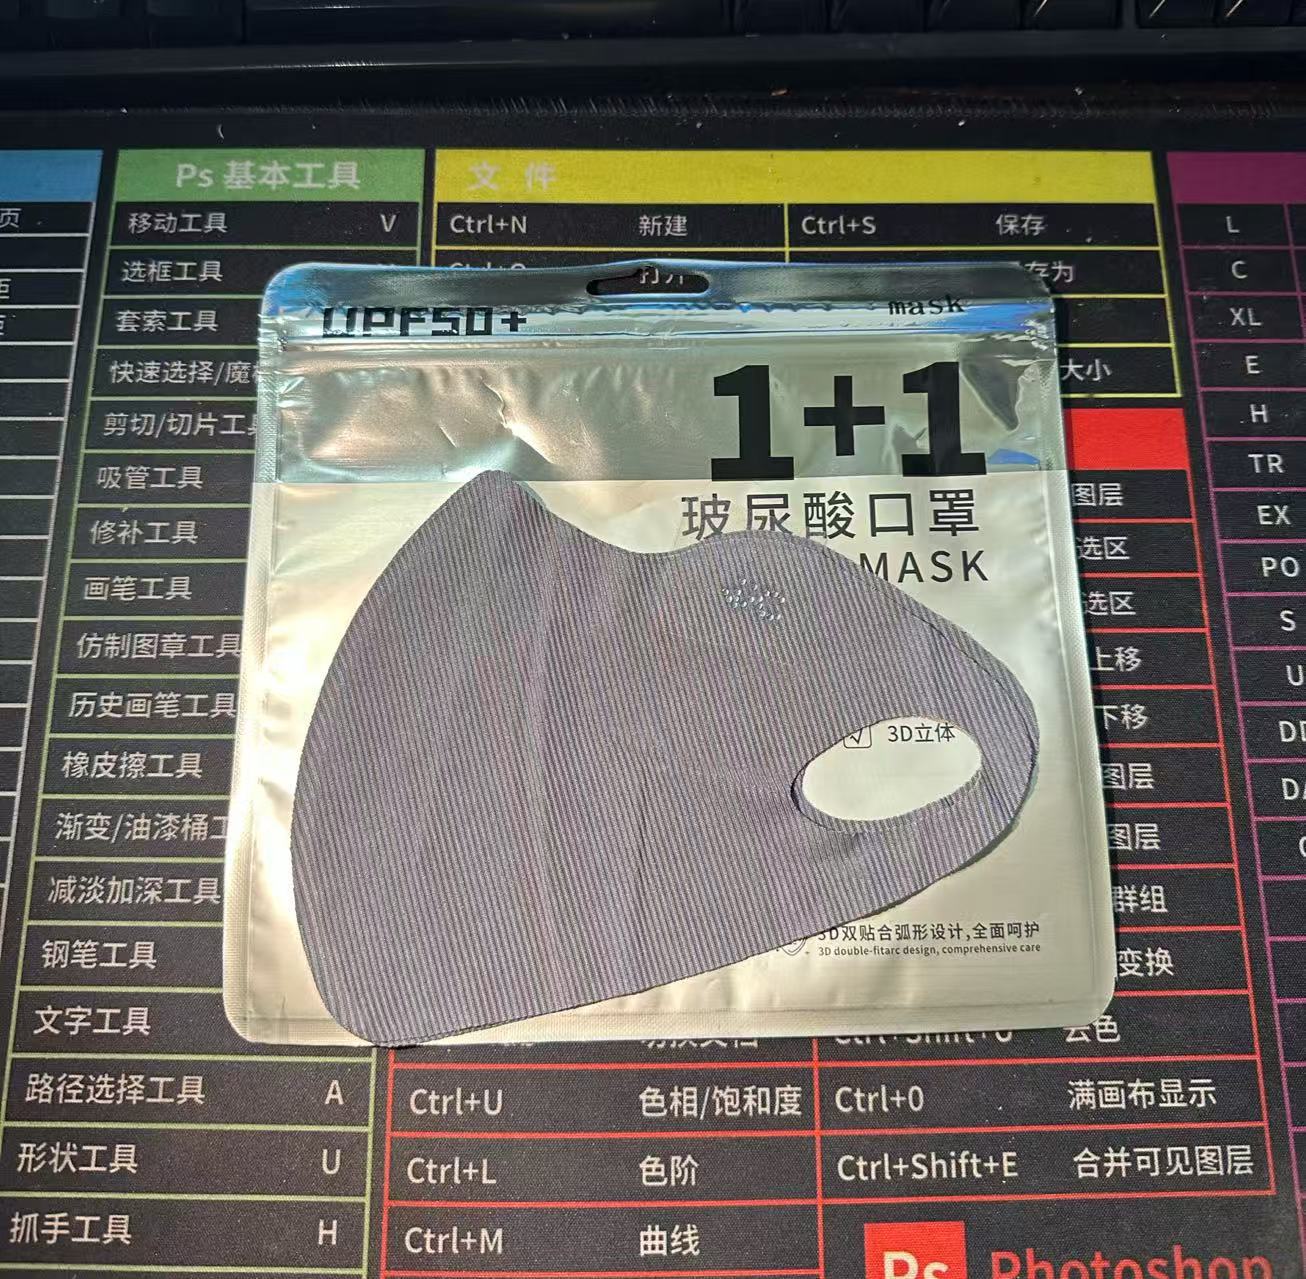 页
Ps 基本工具
移动工具 V
选框工具
套索工具
快速选择/魔
剪切/切片工
吸管工具
修补工具
画笔工具
仿制图章工具
历史画笔工具
橡皮擦工具
渐变/油漆桶工
减淡加深工具
钢笔工具
文字工具
路径选择工具 A
形状工具 U
抓手工具 H
文件
Ctrl+N 新建 Ctrl+S 保存
打开 存为
大小
UPF50+ mask
1+1
玻尿酸口罩
MASK
3D立体
3D双贴合弧形设计,全面呵护
3D double-fitarc design, comprehensive care
图层
选区
选区
上移
下移
图层
图层
群组
变换
去色
Ctrl+U 色相/饱和度 Ctrl+0 满画布显示
Ctrl+L 色阶 Ctrl+Shift+E 合并可见图层
Ctrl+M 曲线
Ps Photoshop
L
C
XL
E
H
TR
EX
PO
S
U